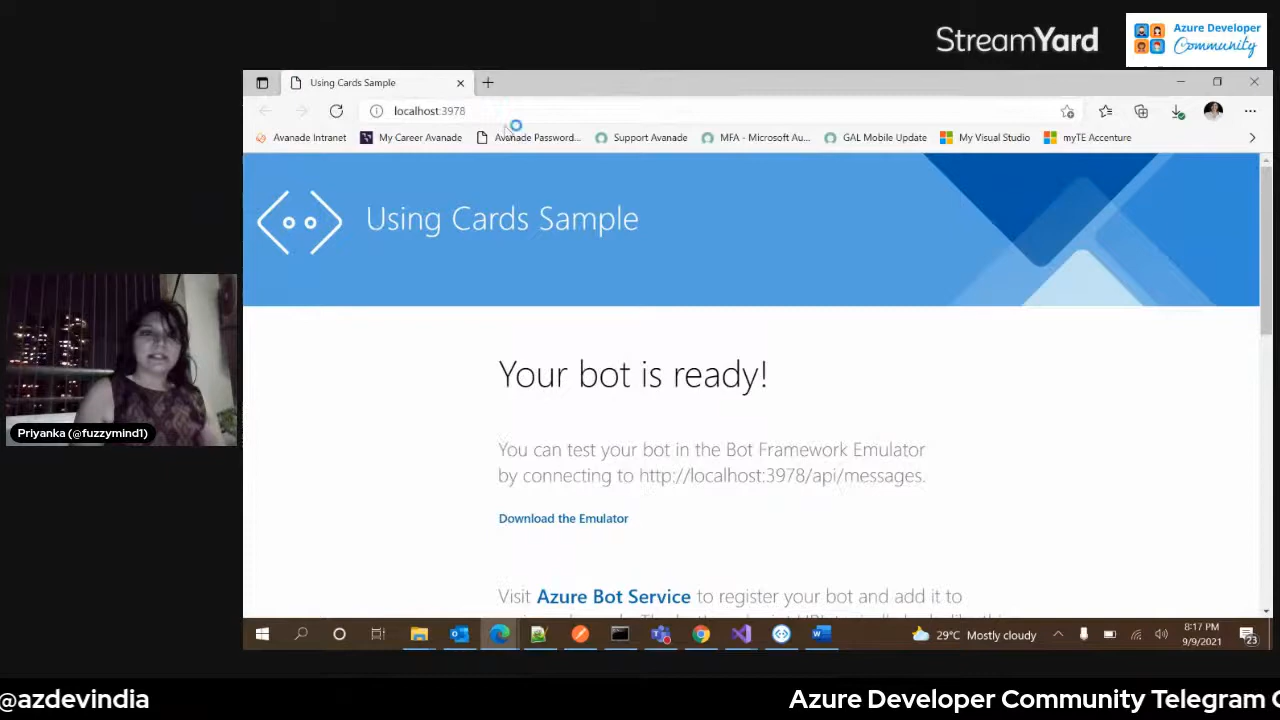 StreamYard
Azure Developer
Community
Using Cards Sample
localhost:3978
Avanade Intranet
My Career Avanade
Avanade Password...
Support Avanade
MFA - Microsoft Au...
GAL Mobile Update
My Visual Studio
myTE Accenture
Using Cards Sample
Your bot is ready!
You can test your bot in the Bot Framework Emulator
by connecting to http://localhost:3978/api/messages.
Download the Emulator
Visit Azure Bot Service to register your bot and add it to
Priyanka (@fuzzymind1)
29°C Mostly cloudy
8:17 PM
9/9/2021
23
@azdevindia
Azure Developer Community Telegram